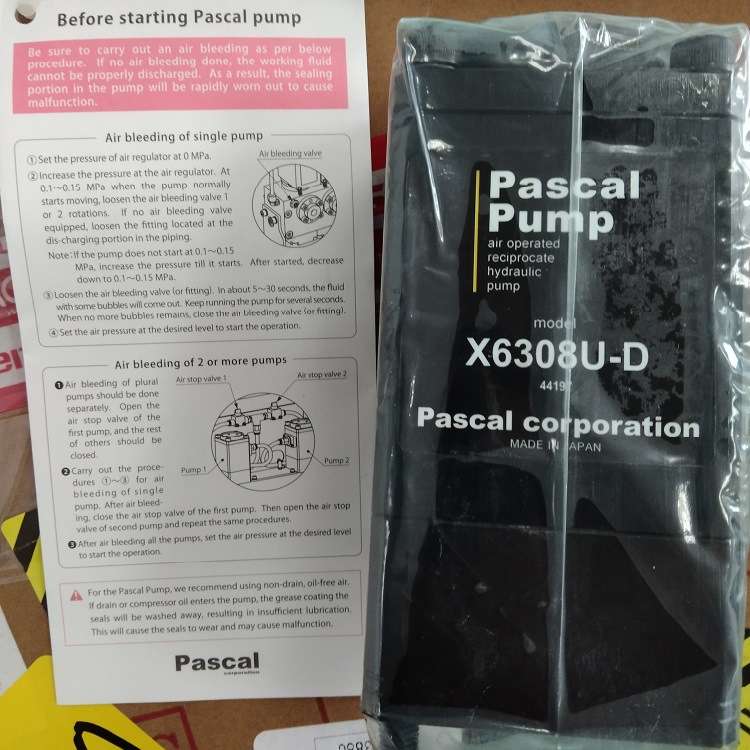 Before starting Pascal pump
Be sure to carry out an air bleeding as per below
procedure. If no air bleeding done, the working fluid
cannot be properly discharged. As a result, the sealing
portion in the pump will be rapidly worn out to cause
malfunction.
Air bleeding of single pump
①Set the pressure of air regulator at 0 MPa.
②Increase the pressure at the air regulator. At
0.1~0.15 MPa when the pump normally
starts moving, loosen the air bleeding valve 1
or 2 rotations. If no air bleeding valve
equipped, loosen the fitting located at the
dis-charging portion in the piping.
Air bleeding valve
Note: If the pump does not start at 0.1~0.15
MPa, increase the pressure till it starts. After started, decrease
down to 0.1~0.15 MPa.
③Loosen the air bleeding valve (or fitting). In about 5~30 seconds, the fluid
with some bubbles will come out. Keep running the pump for several seconds.
When no more bubbles remains, close the air bleeding valve (or fitting).
④Set the air pressure at the desired level to start the operation.
Air bleeding of 2 or more pumps
❶Air bleeding of plural
pumps should be done
separately. Open the
air stop valve of the
first pump, and the rest
of others should be
closed.
Air stop valve 1
Air stop valve 2
Pump 1
Pump 2
❷Carry out the proce-
dures ①~③ for air
bleeding of single
pump. After air bleed-
ing, close the air stop valve of the first pump. Then open the air stop
valve of second pump and repeat the same procedures.
❸After air bleeding all the pumps, set the air pressure at the desired level
to start the operation.
For the Pascal Pump, we recommend using non-drain, oil-free air.
If drain or compressor oil enters the pump, the grease coating the
seals will be washed away, resulting in insufficient lubrication.
This will cause the seals to wear and may cause malfunction.
Pascal
corporation
Pascal
Pump
air operated
reciprocate
hydraulic
pump
model
X6308U-D
Pascal corporation
MADE IN JAPAN